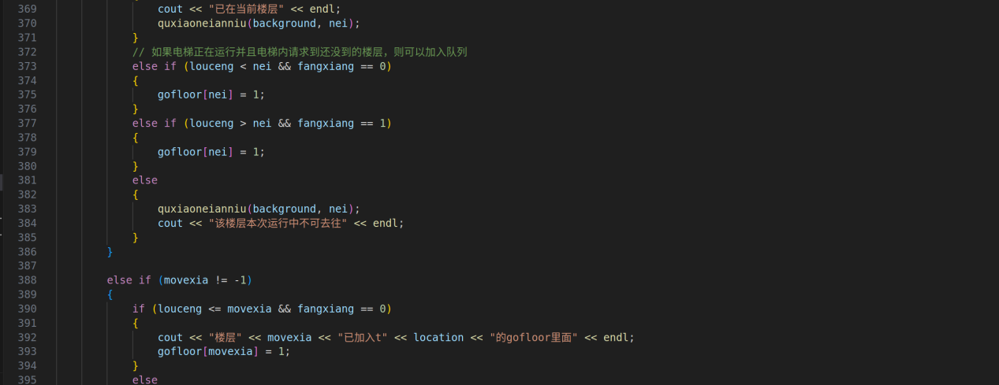 369 cout << "已在当前楼层" << endl;
370 quxiaoneianniu(background, nei);
371 }
372 // 如果电梯正在运行并且电梯内请求到还没到的楼层，则可以加入队列
373 else if (louceng < nei && fangxiang == 0)
374 {
375 gofloor[nei] = 1;
376 }
377 else if (louceng > nei && fangxiang == 1)
378 {
379 gofloor[nei] = 1;
380 }
381 else
382 {
383 quxiaoneianniu(background, nei);
384 cout << "该楼层本次运行中不可去往" << endl;
385 }
386 }
387
388 else if (movexia != -1)
389 {
390 if (louceng <= movexia && fangxiang == 0)
391 {
392 cout << "楼层" << movexia << "已加入t" << location << "的gofloor里面" << endl;
393 gofloor[movexia] = 1;
394 }
395 else